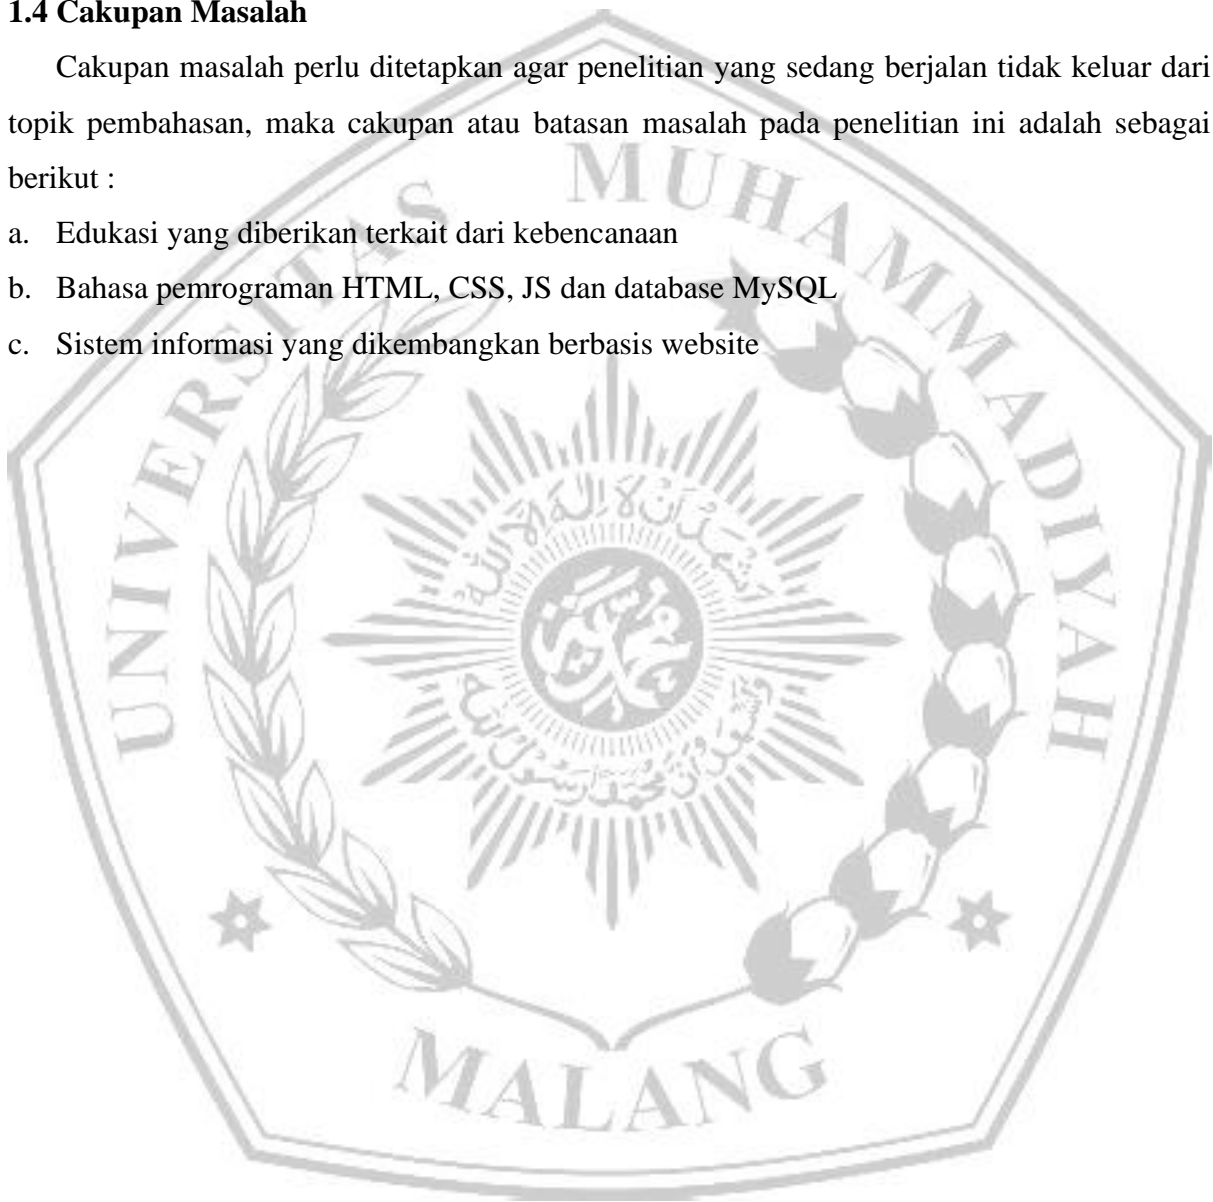 1.4 Cakupan Masalah
Cakupan masalah perlu ditetapkan agar penelitian yang sedang berjalan tidak keluar dari
topik pembahasan, maka cakupan atau batasan masalah pada penelitian ini adalah sebagai
berikut :
a. Edukasi yang diberikan terkait dari kebencanaan
b. Bahasa pemrograman HTML, CSS, JS dan database MySQL
c. Sistem informasi yang dikembangkan berbasis website
UNIVERSITAS MUHAMMADIYAH
MALANG